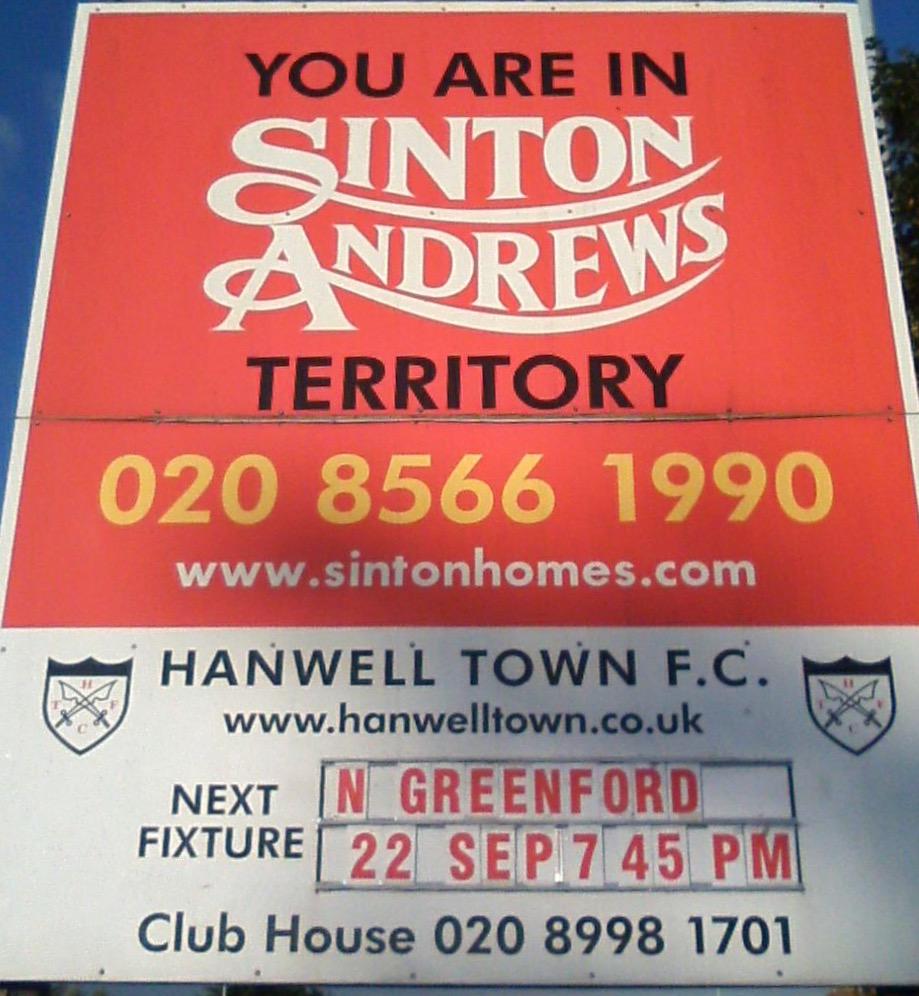 YOU ARE IN
SINTON
ANDREWS
TERRITORY
020 8566 1990
www.sintonhomes.com
HANWELL TOWN F.C.
www.hanwelltown.co.uk
H
T F
C
H
T F
C
NEXT FIXTURE
N GREENFORD
22 SEP 7 45 PM
Club House 020 8998 1701